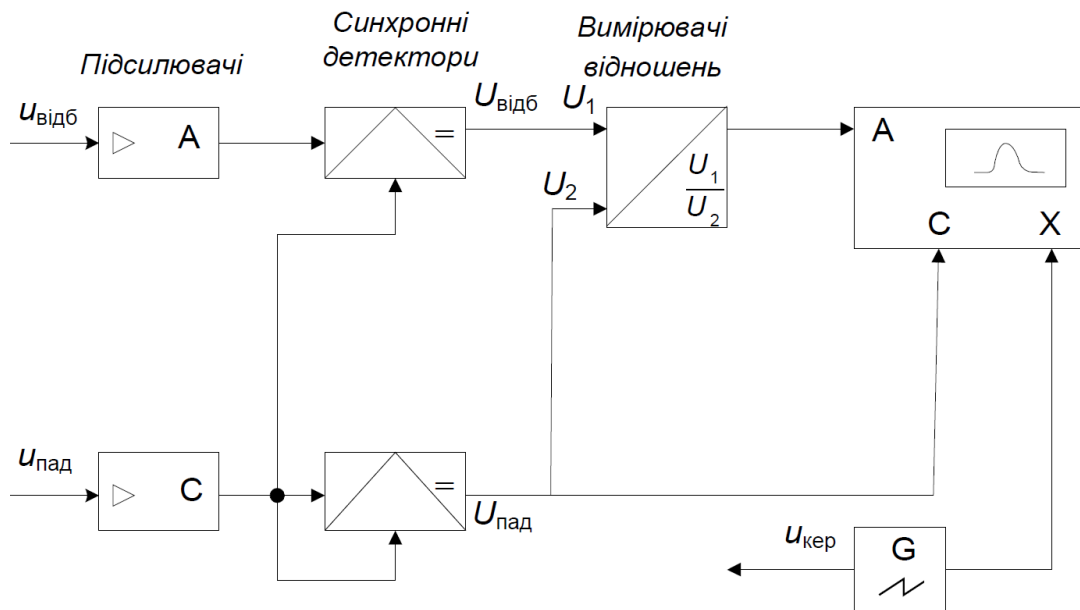 Підсилювачі
Синхронні
детектори
Вимірювачі
відношень
uвідб
A
=
Uвідб
U1
U2
U1
U2
A
C
X
uпад
C
=
Uпад
uкер
G